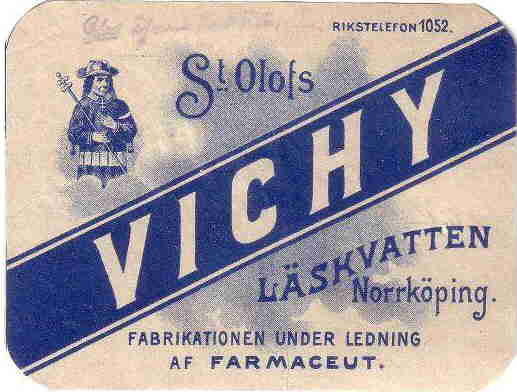 RIKSTELEFON 1052.
St Olofs
VICHY
LÄSKVATTEN
Norrköping.
FABRIKATIONEN UNDER LEDNING
AF FARMACEUT.